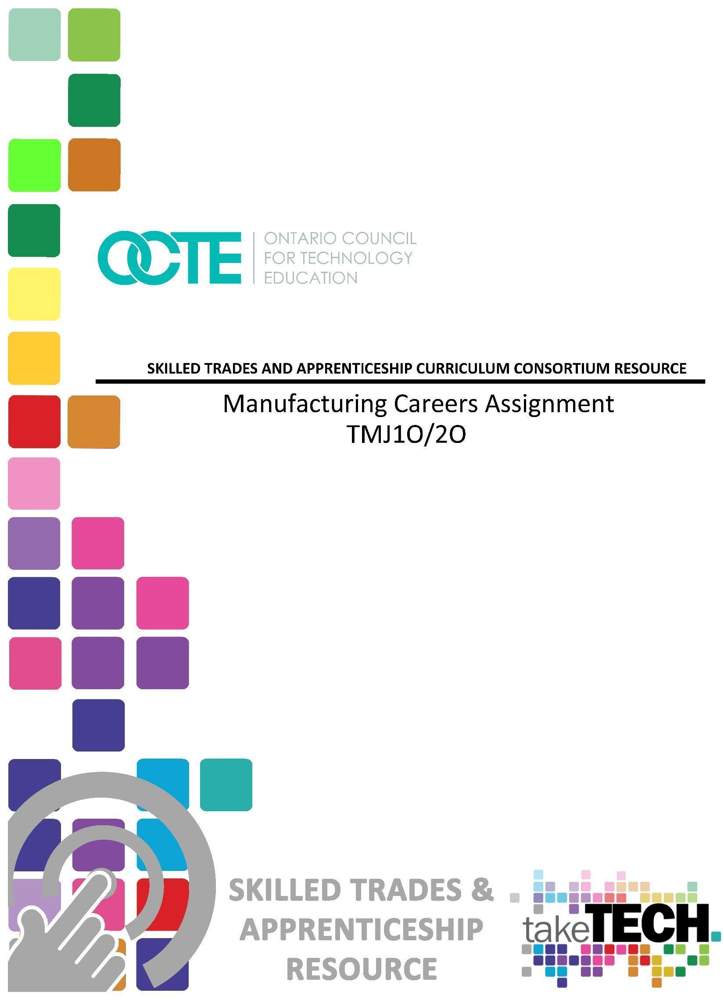 OCTE
ONTARIO COUNCIL
FOR TECHNOLOGY
EDUCATION
SKILLED TRADES AND APPRENTICESHIP CURRICULUM CONSORTIUM RESOURCE
Manufacturing Careers Assignment
TMJ1O/2O
SKILLED TRADES &
APPRENTICESHIP
RESOURCE
takeTECH